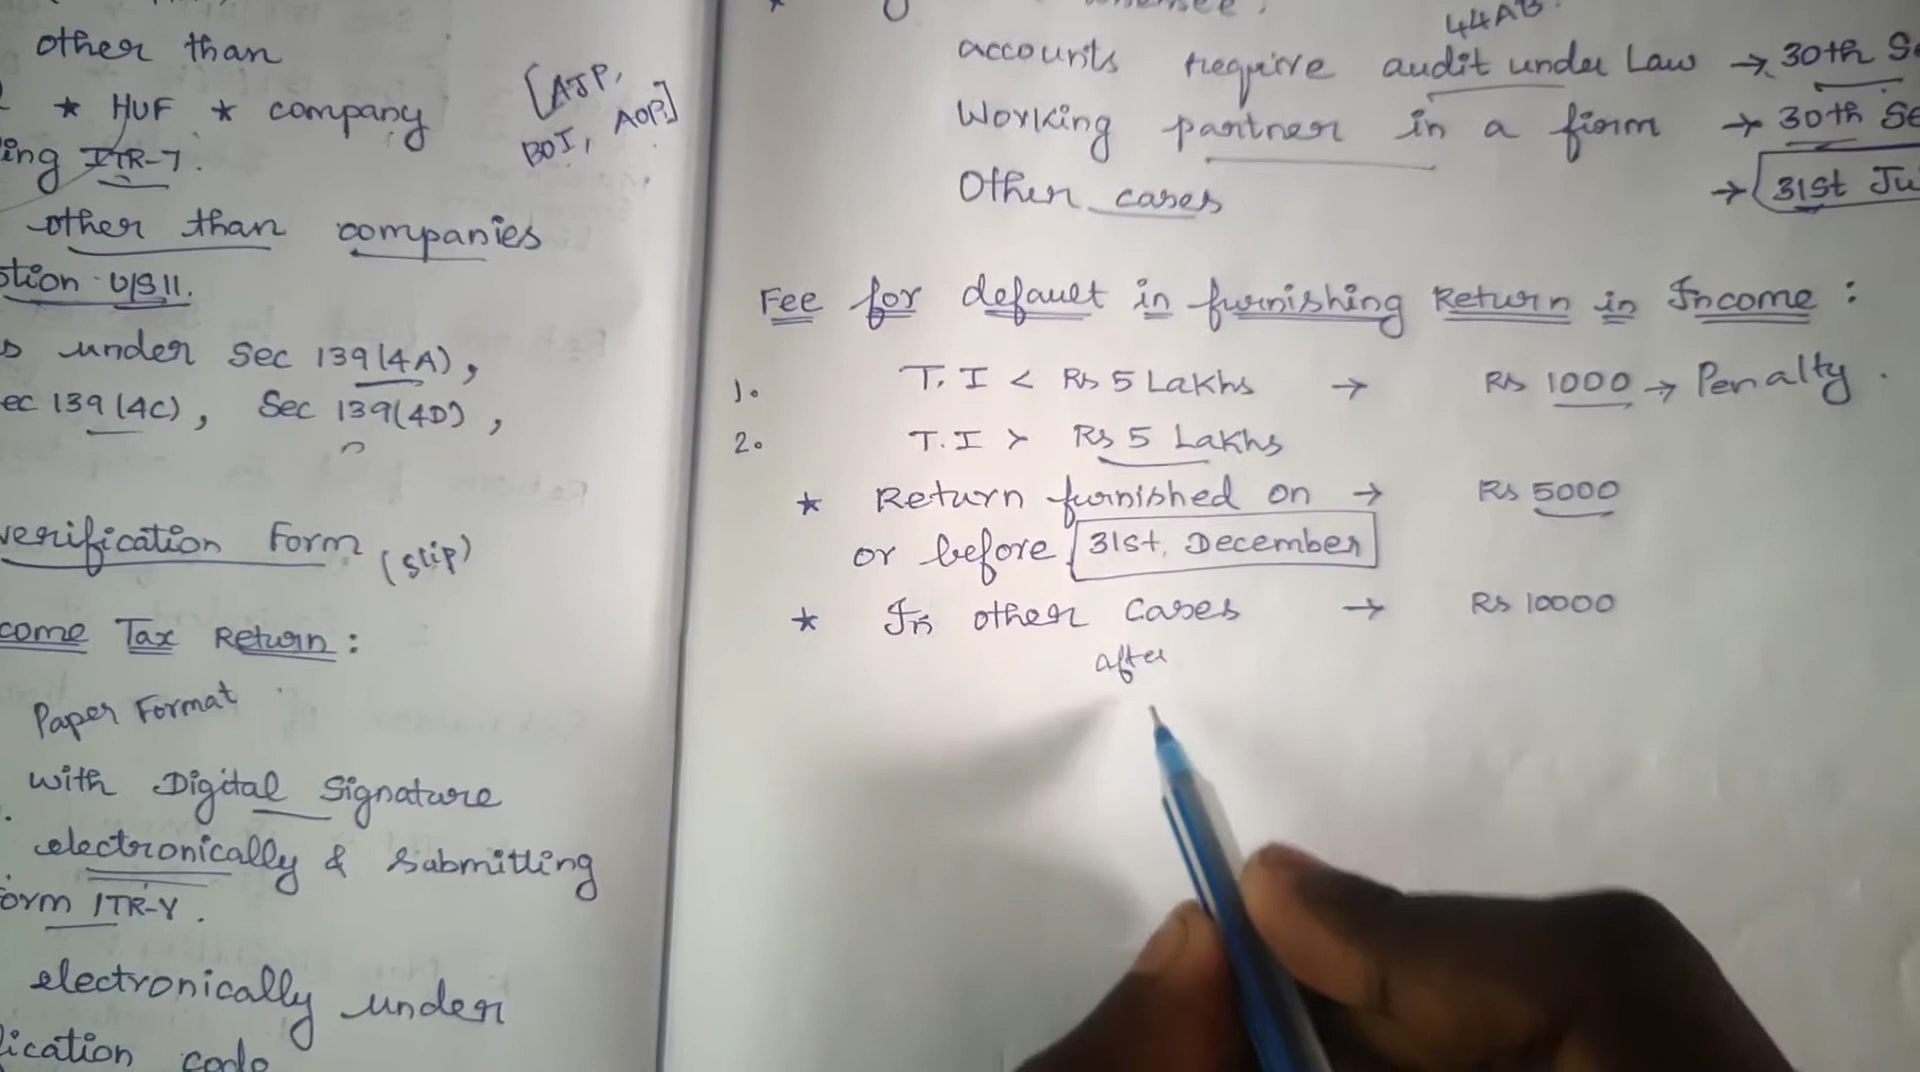 other than
* HUF * company [AJP, BOI, AOP]
ing ITR-7.
other than companies
ption U/S 11.
under Sec 139(4A),
ec 139(4C), Sec 139(4D),
verification Form (slip)
come Tax Return:
Paper Format
with Digital Signature
electronically & Submitting
orm ITR-V.
electronically under
ication code
accounts require audit under Law → 30th Se
44AB
Working partner in a firm → 30th Se
Other cases → 31st Ju
Fee for default in furnishing Return in Income:
1. T.I < Rs 5 Lakhs → Rs 1000 → Penalty.
2. T.I > Rs 5 Lakhs
* Return furnished on → Rs 5000
or before 31st, December
* In other cases → Rs 10000
after